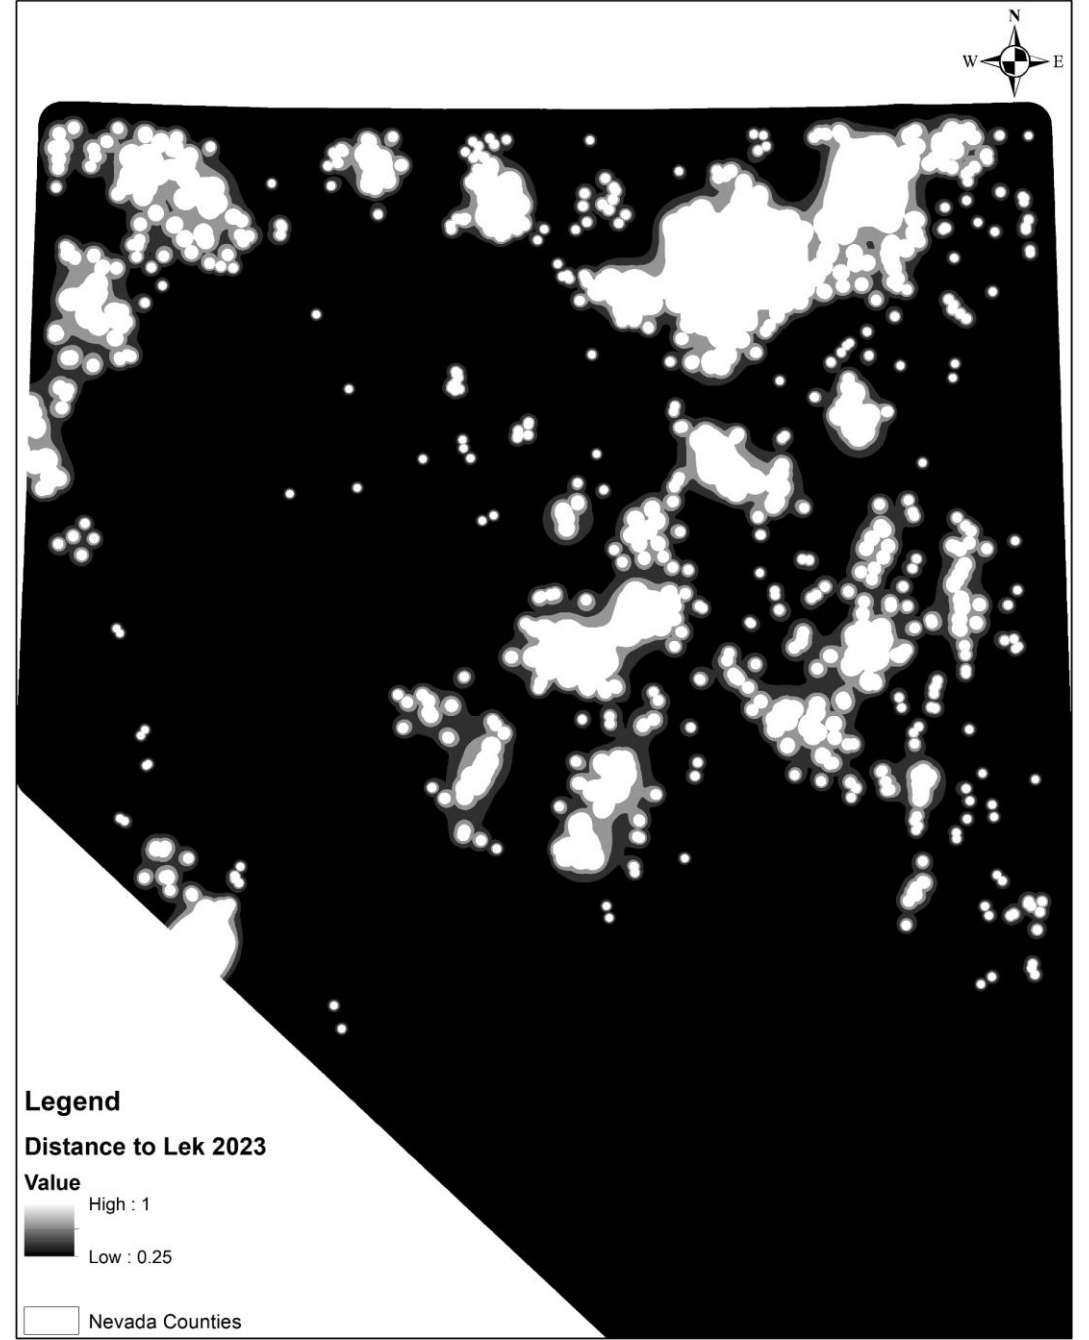 N
W E
Legend
Distance to Lek 2023
Value
High : 1
Low : 0.25
Nevada Counties